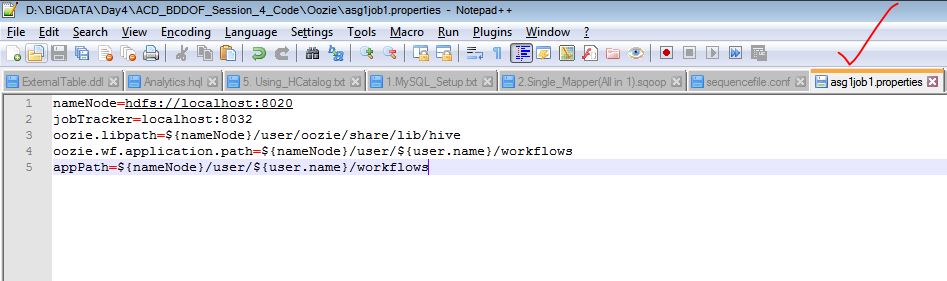 D:\BIGDATA\Day4\ACD_BDDOF_Session_4_Code\Oozie\asg1job1.properties - Notepad++
File Edit Search View Encoding Language Settings Tools Macro Run Plugins Window ?
ExternalTable.ddl Analytics.hql 5. Using_HCatalog.txt 1.MySQL_Setup.txt 2.Single_Mapper(All in 1).sqoop sequencefile.conf asg1job1.properties
1 nameNode=hdfs://localhost:8020
2 jobTracker=localhost:8032
3 oozie.libpath=${nameNode}/user/oozie/share/lib/hive
4 oozie.wf.application.path=${nameNode}/user/${user.name}/workflows
5 appPath=${nameNode}/user/${user.name}/workflows